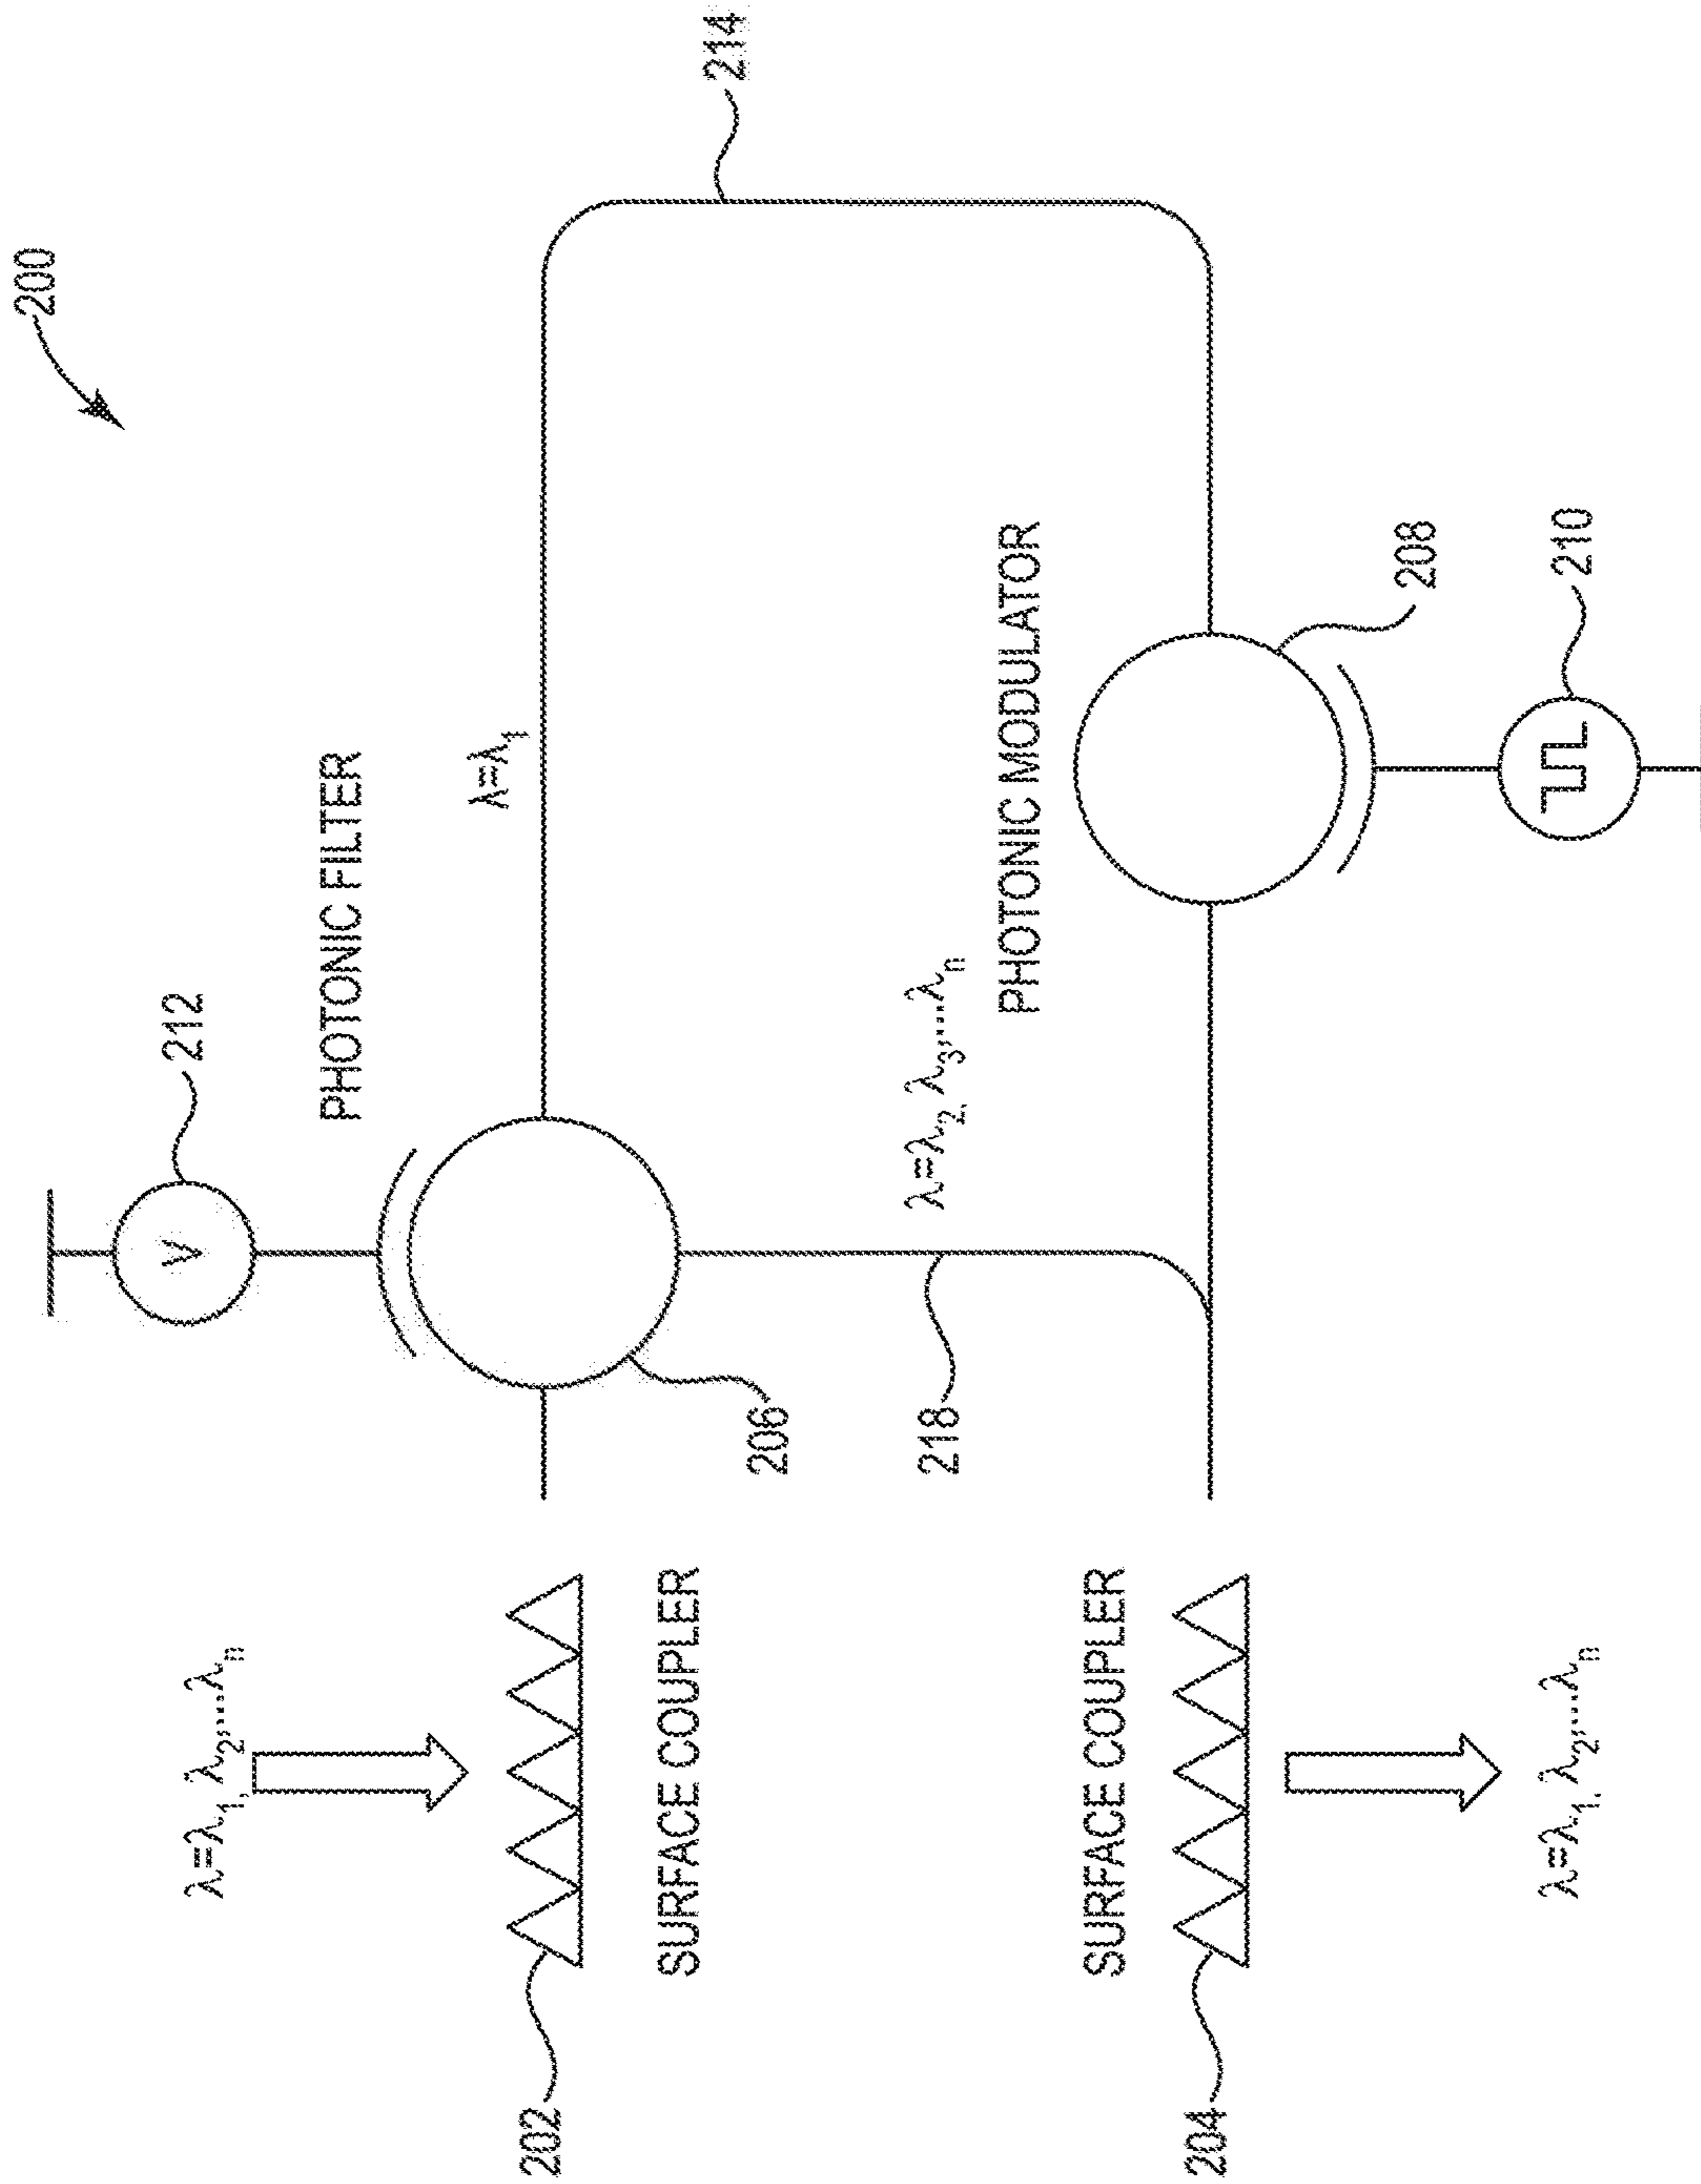 200
212
PHOTONIC FILTER
214
λ=λ₁, λ₂,...λₙ
λ=λ₁
202
SURFACE COUPLER
206
218
λ=λ₂, λ₃,...λₙ
PHOTONIC MODULATOR
SURFACE COUPLER
204
208
210
λ=λ₁, λ₂,...λₙ
V